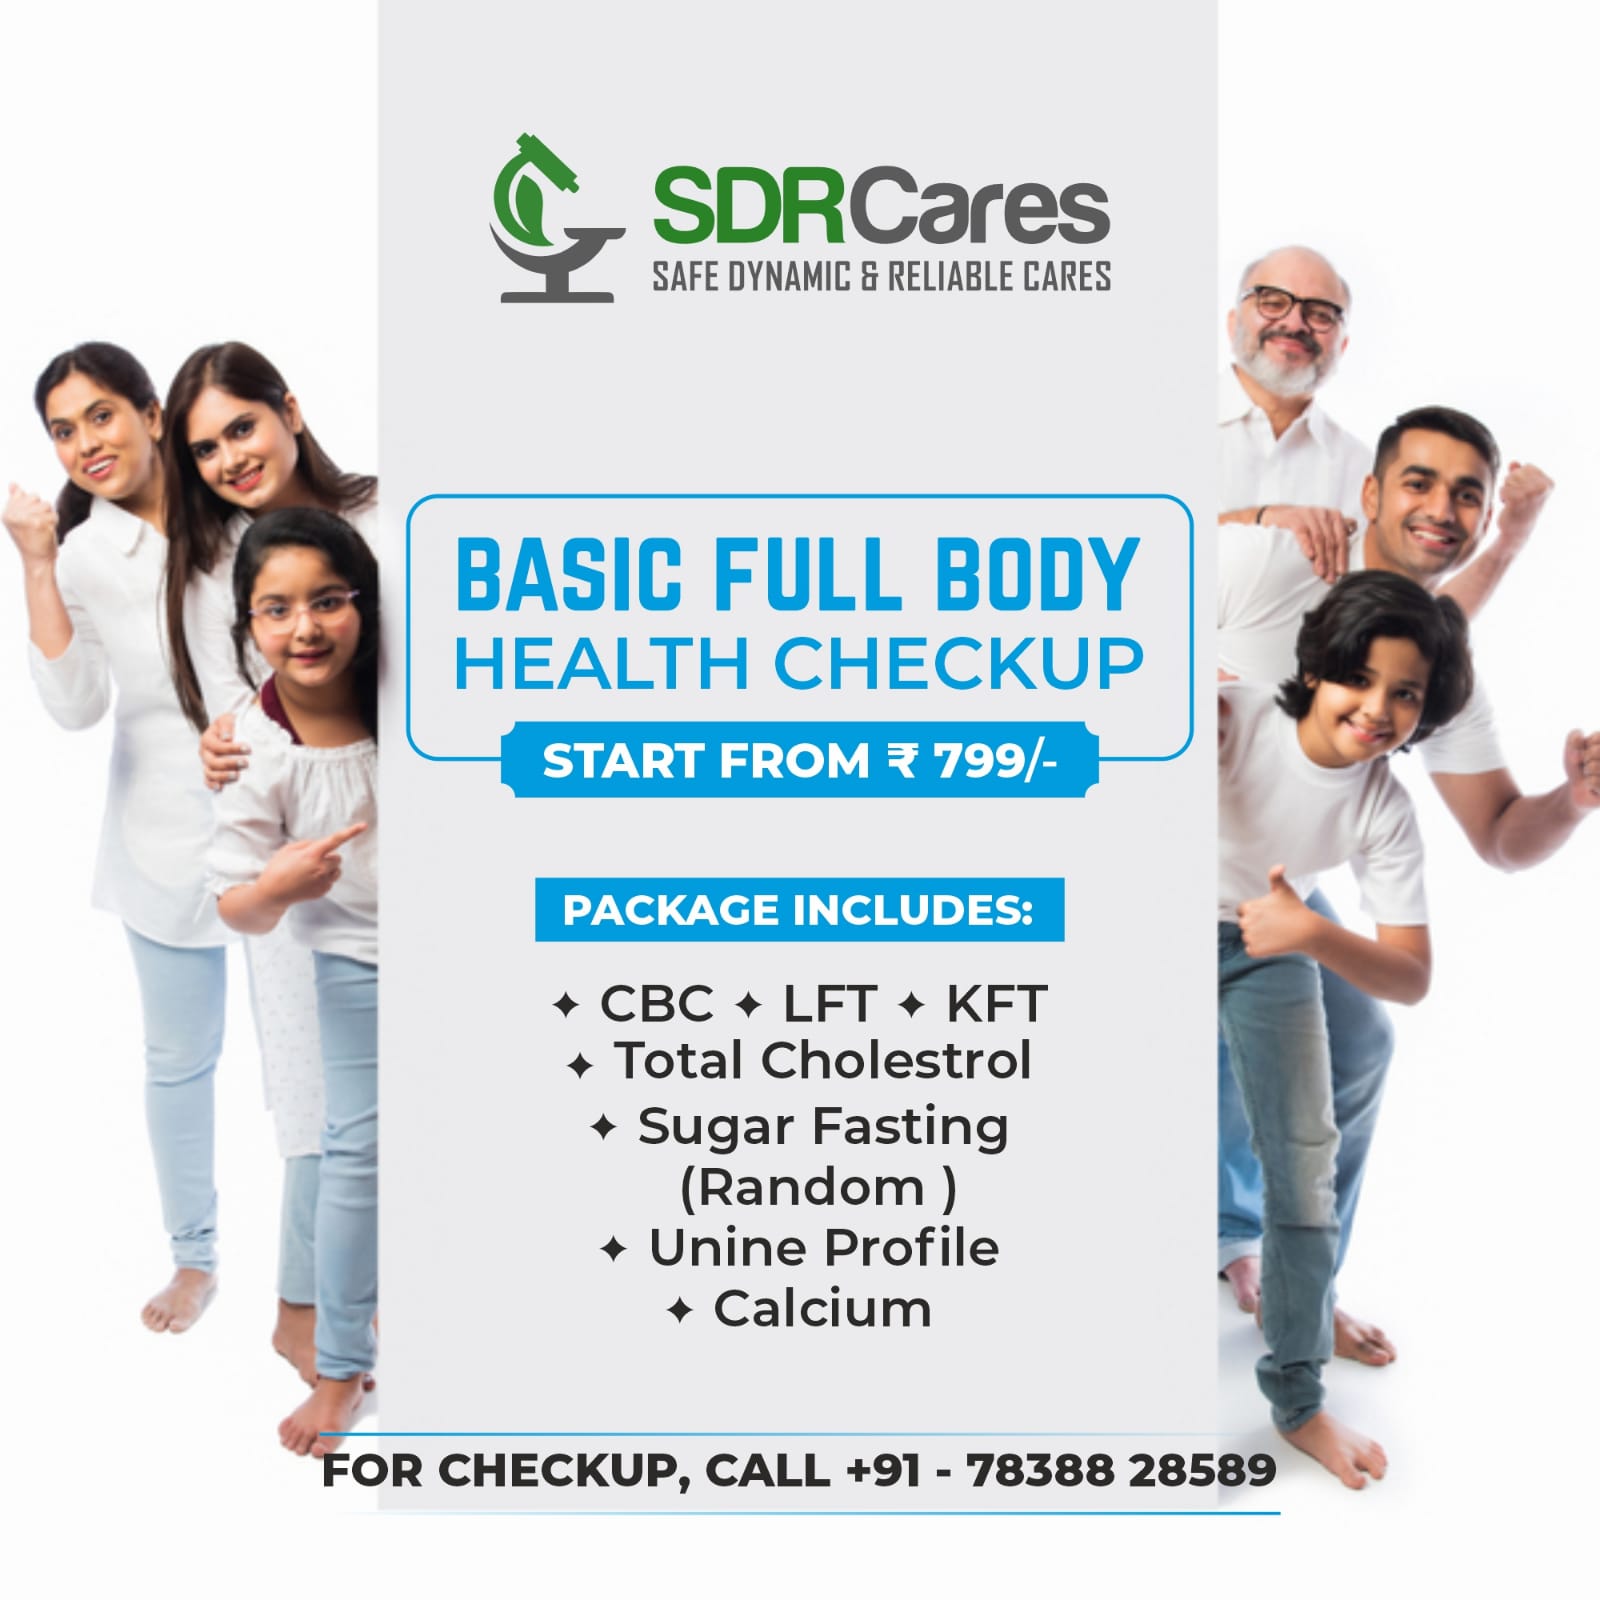 SDRCares
SAFE DYNAMIC & RELIABLE CARES
BASIC FULL BODY
HEALTH CHECKUP
START FROM ₹ 799/-
PACKAGE INCLUDES:
✦ CBC ✦ LFT ✦ KFT
✦ Total Cholestrol
✦ Sugar Fasting
(Random )
✦ Unine Profile
✦ Calcium
FOR CHECKUP, CALL +91 - 78388 28589